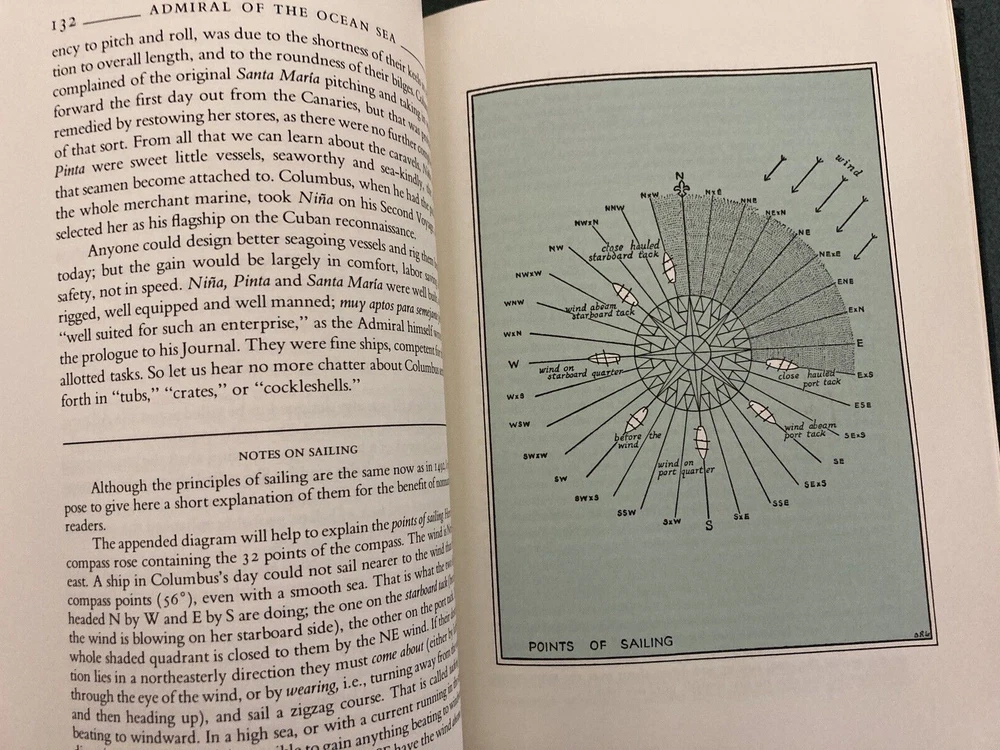 132
ADMIRAL OF THE OCEAN SEA
ency to pitch and roll, was due to the shortness of their
tion to overall length, and to the roundness of their bilges.
complained of the original Santa María pitching and taking
forward the first day out from the Canaries, but that was
remedied by restowing her stores, as there were no further
of that sort. From all that we can learn about the caravels,
Pinta were sweet little vessels, seaworthy and sea-kindly,
that seamen become attached to. Columbus, when he had the
the whole merchant marine, took Niña on his Second
selected her as his flagship on the Cuban reconnaissance.
Anyone could design better seagoing vessels and rig them
today; but the gain would be largely in comfort, labor
safety, not in speed. Niña, Pinta and Santa María were well
rigged, well equipped and well manned; muy aptos para
“well suited for such an enterprise,” as the Admiral himself
the prologue to his Journal. They were fine ships, competent
allotted tasks. So let us hear no more chatter about Columbus
forth in “tubs,” “crates,” or “cockleshells.”
NOTES ON SAILING
Although the principles of sailing are the same now as in
pose to give here a short explanation of them for the benefit of
readers.
The appended diagram will help to explain the points of sailing.
compass rose containing the 32 points of the compass. The wind is
east. A ship in Columbus's day could not sail nearer to the wind
compass points (56°), even with a smooth sea. That is what the
headed N by W and E by S are doing; the one on the starboard tack
the wind is blowing on her starboard side), the other on the port
whole shaded quadrant is closed to them by the NE wind. If their
tion lies in a northeasterly direction they must come about (either by
through the eye of the wind, or by wearing, i.e., turning away from the
and then heading up), and sail a zigzag course. That is called
beating to windward. In a high sea, or with a current running in
to gain anything beating to
have the wind
wind
N
NxW
NxE
NNW
NNE
NWxN
NExN
NW
NE
close hauled
starboard tack
NExE
NWxW
ENE
WNW
wind abeam
starboard tack
ExN
WxN
E
W
wind on
starboard quarter
close hauled
port tack
ExS
WxS
ESE
WSW
wind abeam
port tack
SExS
before the
wind
SWxW
SE
wind on
port quarter
SW
SExS
SWxS
SSE
SSW
SxE
SxW
S
POINTS OF SAILING